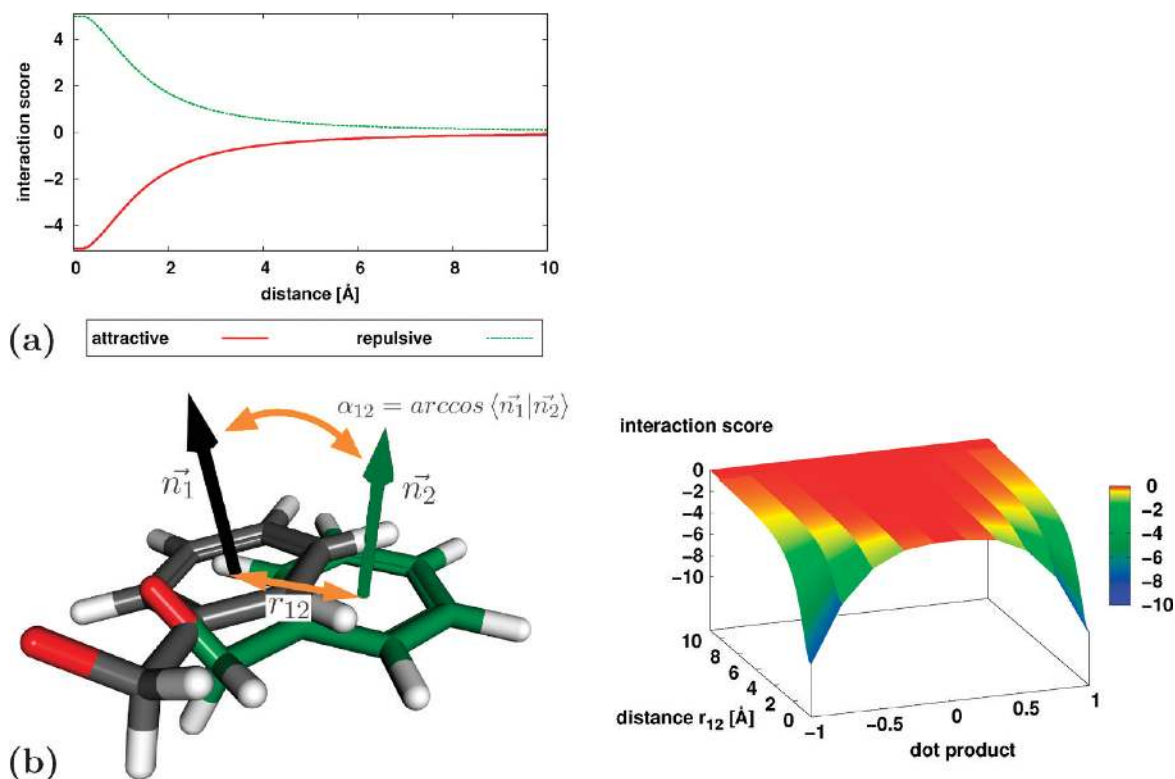 4
2
0
−2
−4
interaction score
0 2 4 6 8 10
distance [Å]
(a)
attractive repulsive
α12 = arccos ⟨n⃗1|n⃗2⟩
n⃗1
n⃗2
r12
(b)
interaction score
0
−2
−4
−6
−8
−10
0
−2
−4
−6
−8
−10
10
8
6
4
2
0
distance r12 [Å]
−1 −0.5 0 0.5 1
dot product